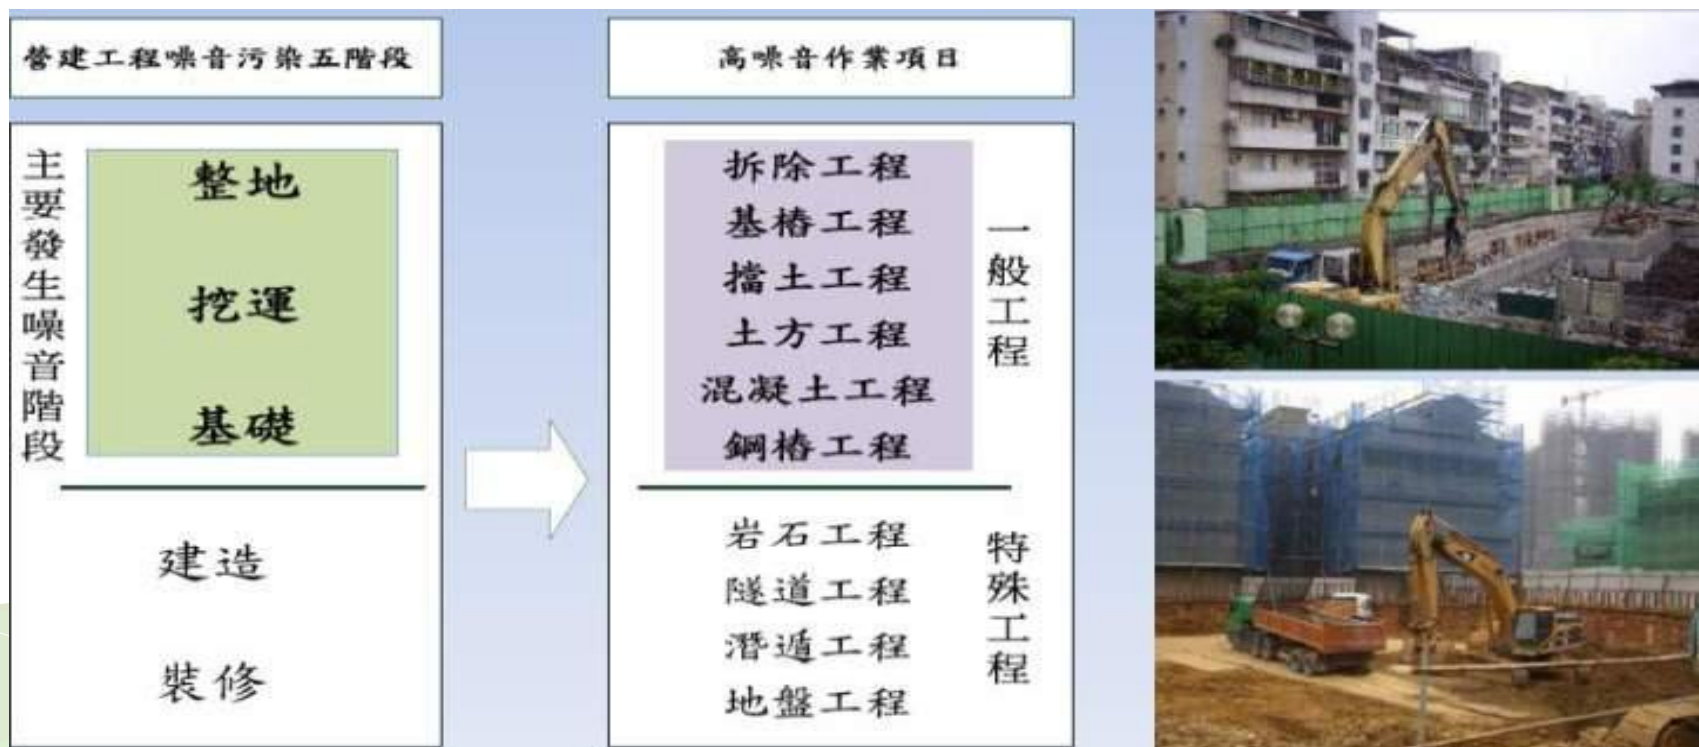 營建工程噪音污染五階段
主要發生噪音階段
整地
挖運
基礎
建造
裝修
高噪音作業項日
拆除工程
基樁工程
擋土工程
土方工程
混凝土工程
鋼樁工程
一般工程
岩石工程
隧道工程
潛遁工程
地盤工程
特殊工程